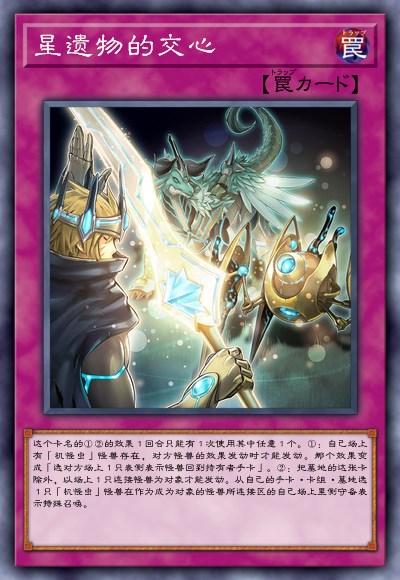 星遗物的交心
トラップ
罠
トラップ
【罠カード】
这个卡名的①②的效果1回合只能有1次使用其中任意1个。①：自己场上
有「机怪虫」怪兽存在，对方怪兽的效果发动时才能发动。那个效果变
成「选对方场上1只表侧表示怪兽回到持有者手卡」。②：把墓地的这张卡
除外，以场上1只连接怪兽为对象才能发动。从自己的手卡·卡组·墓地选
1只「机怪虫」怪兽在作为成为对象的怪兽所连接区的自己场上里侧守备表
示特殊召唤。